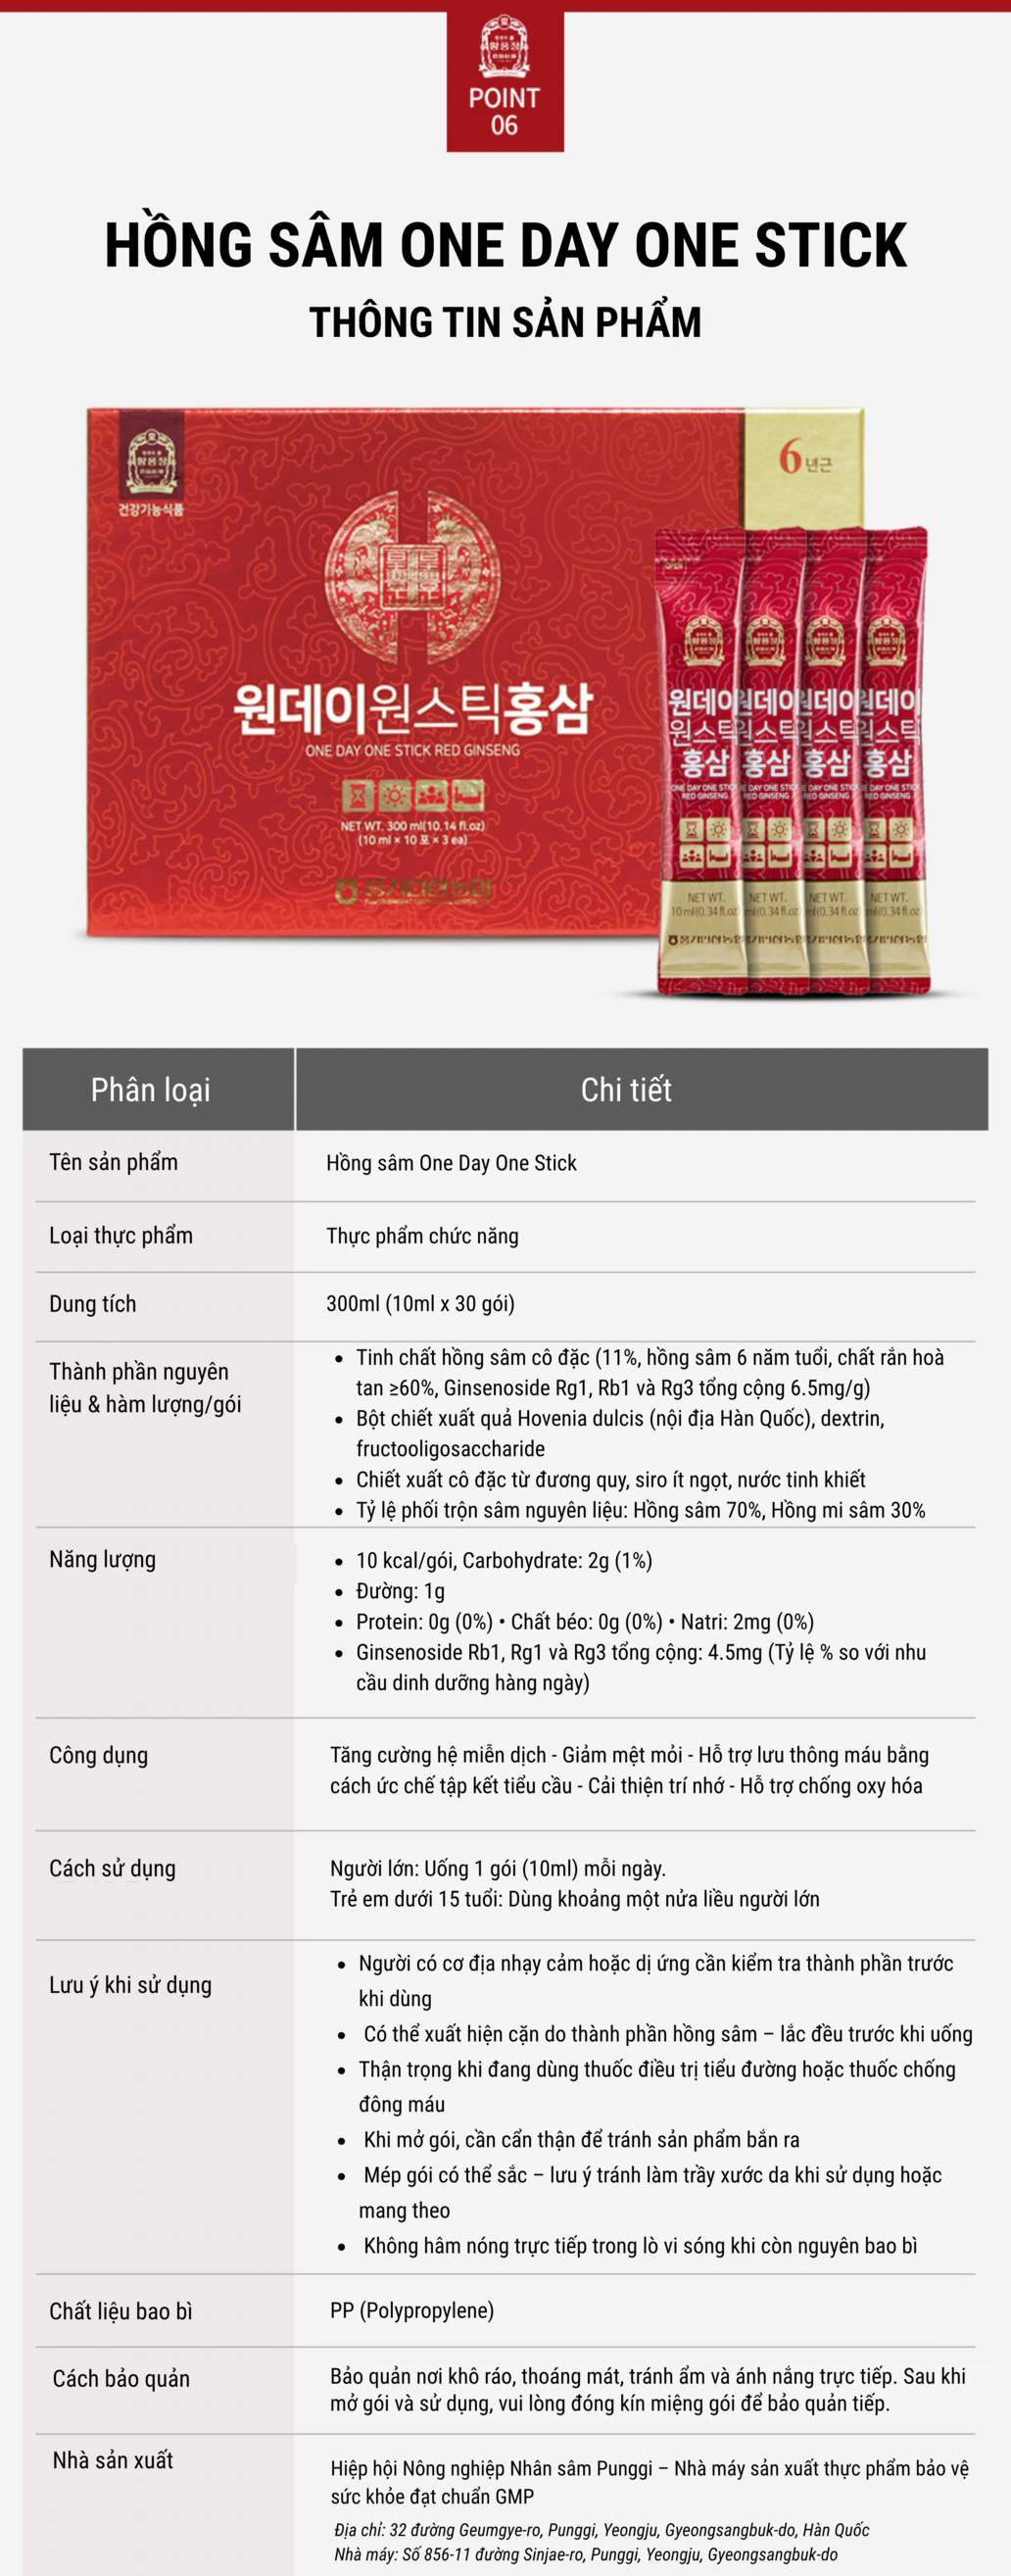 POINT
06
HỒNG SÂM ONE DAY ONE STICK
THÔNG TIN SẢN PHẨM
건강기능식품
6년근
원데이원스틱홍삼
ONE DAY ONE STICK RED GINSENG
NET WT. 300 ml(10.14 fl.oz)
(10 ml × 10 포 × 3 ea)
풍기인삼농협
원데이
원스틱
홍삼
ONE DAY ONE STICK
RED GINSENG
NET WT.
10 ml(0.34 fl.oz)
풍기인삼농협
Phân loại
Chi tiết
Tên sản phẩm
Hồng sâm One Day One Stick
Loại thực phẩm
Thực phẩm chức năng
Dung tích
300ml (10ml x 30 gói)
Thành phần nguyên
liệu & hàm lượng/gói
• Tinh chất hồng sâm cô đặc (11%, hồng sâm 6 năm tuổi, chất rắn hoà
tan ≥60%, Ginsenoside Rg1, Rb1 và Rg3 tổng cộng 6.5mg/g)
• Bột chiết xuất quả Hovenia dulcis (nội địa Hàn Quốc), dextrin,
fructooligosaccharide
• Chiết xuất cô đặc từ đương quy, siro ít ngọt, nước tinh khiết
• Tỷ lệ phối trộn sâm nguyên liệu: Hồng sâm 70%, Hồng mi sâm 30%
Năng lượng
• 10 kcal/gói, Carbohydrate: 2g (1%)
• Đường: 1g
• Protein: 0g (0%) • Chất béo: 0g (0%) • Natri: 2mg (0%)
• Ginsenoside Rb1, Rg1 và Rg3 tổng cộng: 4.5mg (Tỷ lệ % so với nhu
cầu dinh dưỡng hàng ngày)
Công dụng
Tăng cường hệ miễn dịch - Giảm mệt mỏi - Hỗ trợ lưu thông máu bằng
cách ức chế tập kết tiểu cầu - Cải thiện trí nhớ - Hỗ trợ chống oxy hóa
Cách sử dụng
Người lớn: Uống 1 gói (10ml) mỗi ngày.
Trẻ em dưới 15 tuổi: Dùng khoảng một nửa liều người lớn
Lưu ý khi sử dụng
• Người có cơ địa nhạy cảm hoặc dị ứng cần kiểm tra thành phần trước
khi dùng
• Có thể xuất hiện cặn do thành phần hồng sâm – lắc đều trước khi uống
• Thận trọng khi đang dùng thuốc điều trị tiểu đường hoặc thuốc chống
đông máu
• Khi mở gói, cần cẩn thận để tránh sản phẩm bắn ra
• Mép gói có thể sắc – lưu ý tránh làm trầy xước da khi sử dụng hoặc
mang theo
• Không hâm nóng trực tiếp trong lò vi sóng khi còn nguyên bao bì
Chất liệu bao bì
PP (Polypropylene)
Cách bảo quản
Bảo quản nơi khô ráo, thoáng mát, tránh ẩm và ánh nắng trực tiếp. Sau khi
mở gói và sử dụng, vui lòng đóng kín miệng gói để bảo quản tiếp.
Nhà sản xuất
Hiệp hội Nông nghiệp Nhân sâm Punggi – Nhà máy sản xuất thực phẩm bảo vệ
sức khỏe đạt chuẩn GMP
Địa chỉ: 32 đường Geumgye-ro, Punggi, Yeongju, Gyeongsangbuk-do, Hàn Quốc
Nhà máy: Số 856-11 đường Sinjae-ro, Punggi, Yeongju, Gyeongsangbuk-do